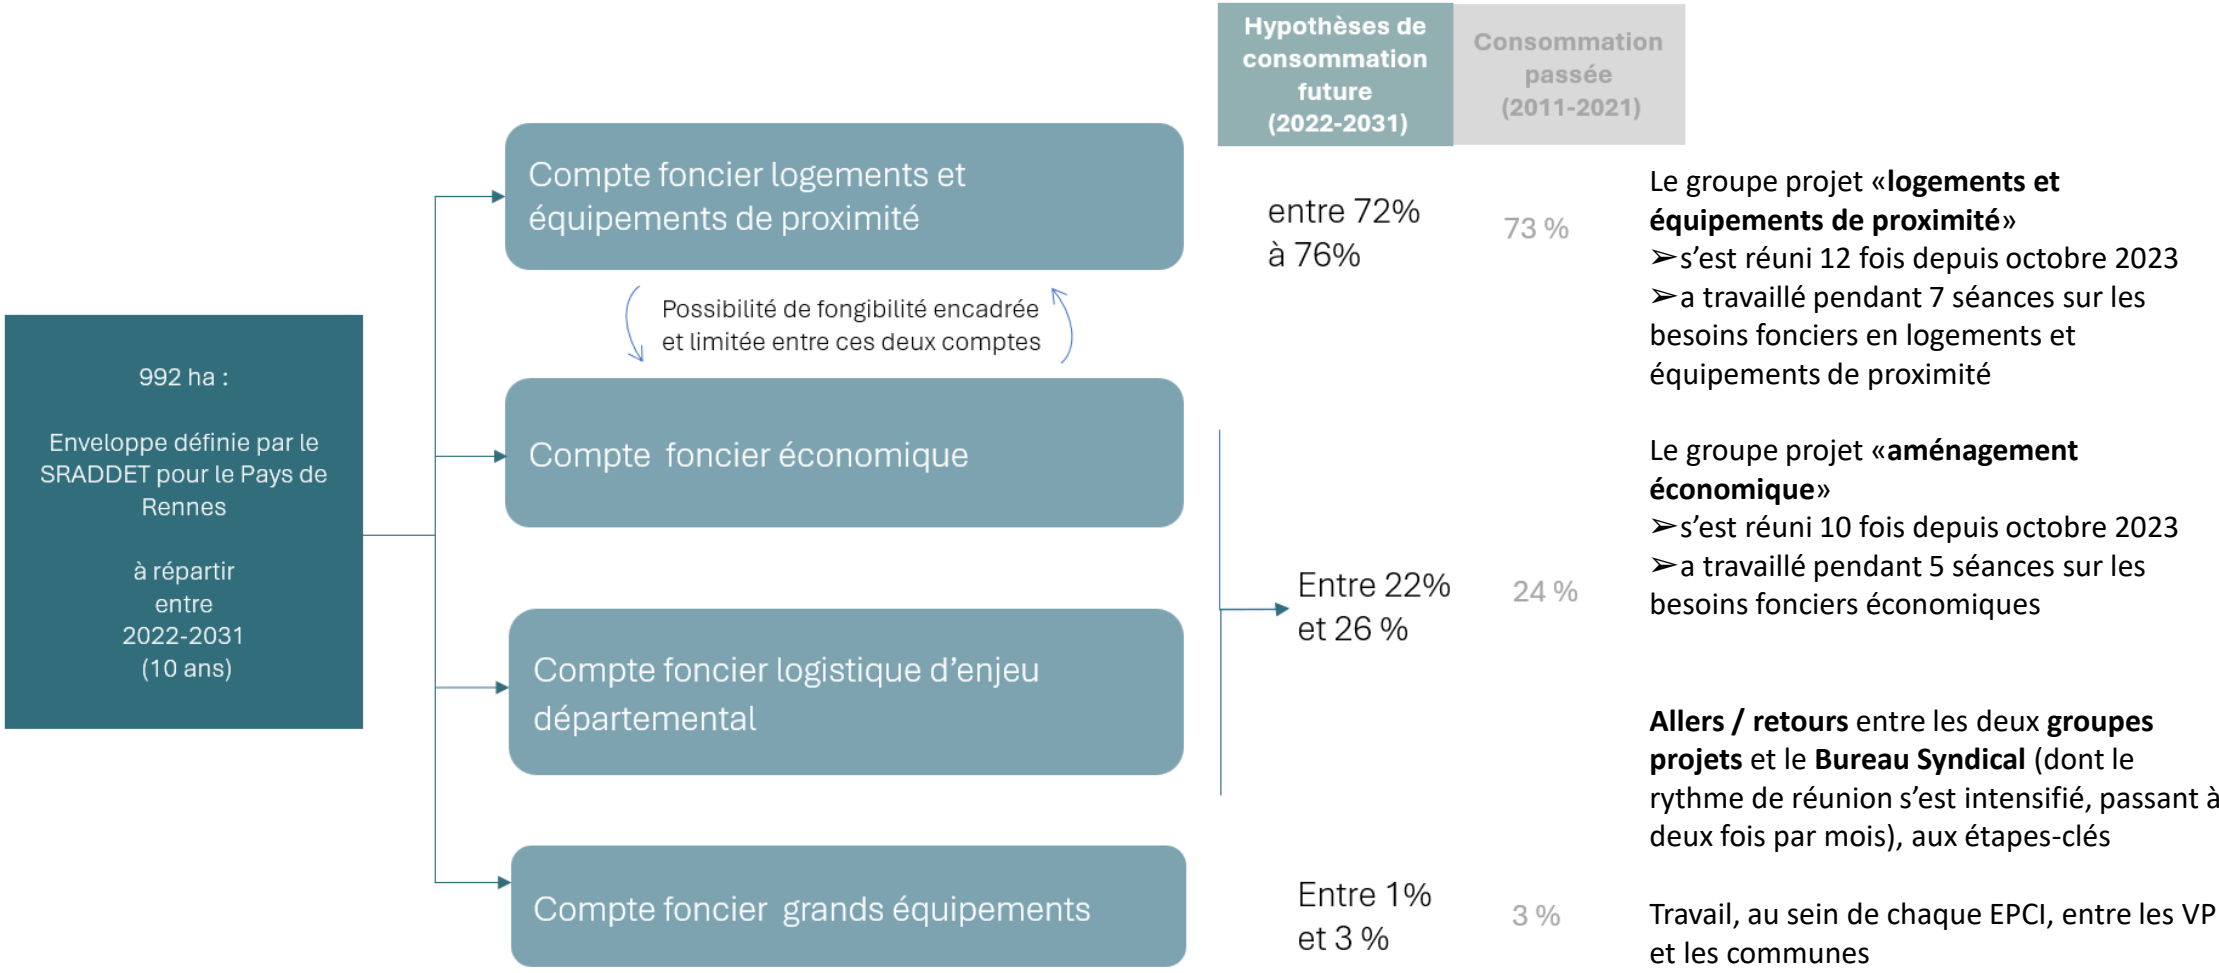 992 ha :
Enveloppe définie par le
SRADDET pour le Pays de
Rennes
à répartir
entre
2022-2031
(10 ans)
Compte foncier logements et
équipements de proximité
Possibilité de fongibilité encadrée
et limitée entre ces deux comptes
Compte foncier économique
Compte foncier logistique d’enjeu
départemental
Compte foncier grands équipements
Hypothèses de
consommation
future
(2022-2031)
Consommation
passée
(2011-2021)
entre 72%
à 76%
73 %
Entre 22%
et 26 %
24 %
Entre 1%
et 3 %
3 %
Le groupe projet «logements et
équipements de proximité»
➢s’est réuni 12 fois depuis octobre 2023
➢a travaillé pendant 7 séances sur les
besoins fonciers en logements et
équipements de proximité
Le groupe projet «aménagement
économique»
➢s’est réuni 10 fois depuis octobre 2023
➢a travaillé pendant 5 séances sur les
besoins fonciers économiques
Allers / retours entre les deux groupes
projets et le Bureau Syndical (dont le
rythme de réunion s’est intensifié, passant à
deux fois par mois), aux étapes-clés
Travail, au sein de chaque EPCI, entre les VP
et les communes